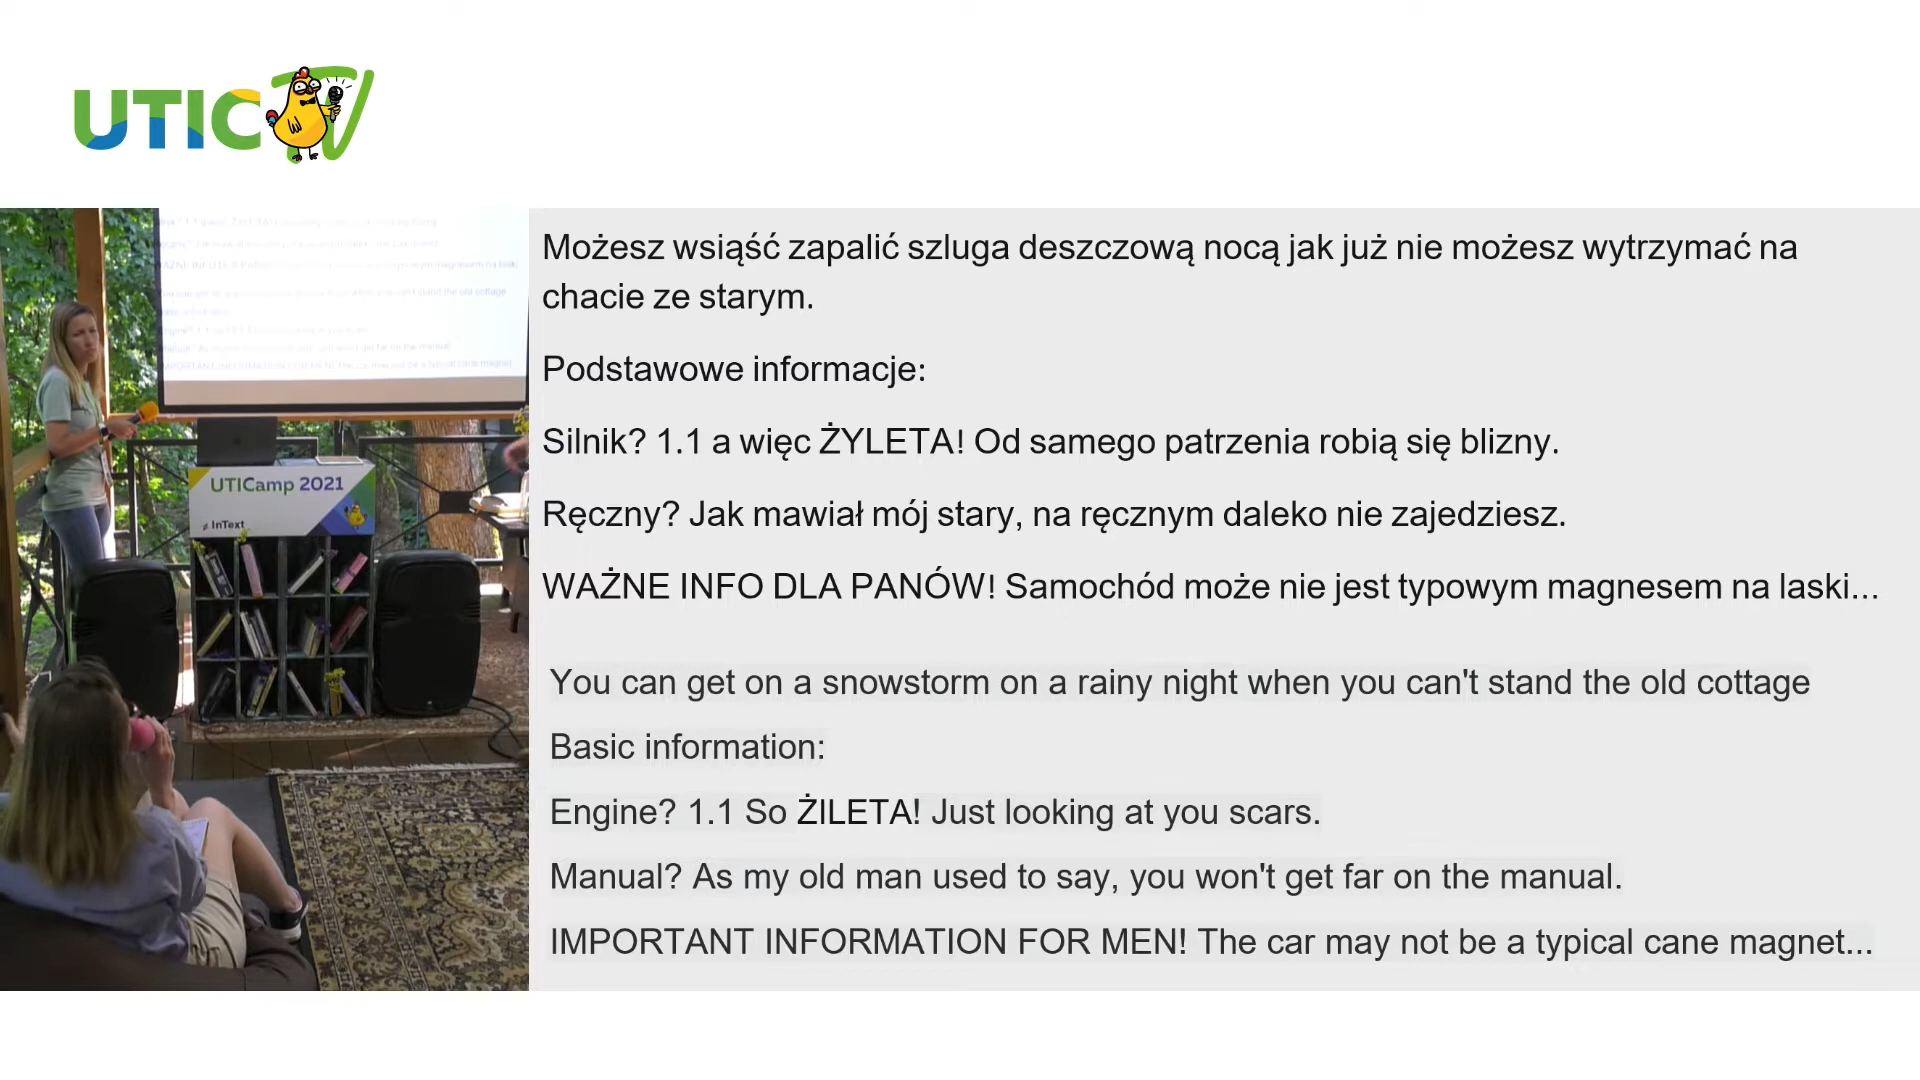 UTIC TV
Możesz wsiąść zapalić szluga deszczową nocą jak już nie możesz wytrzymać na
chacie ze starym.
Podstawowe informacje:
Silnik? 1.1 a więc ŻYLETA! Od samego patrzenia robią się blizny.
Ręczny? Jak mawiał mój stary, na ręcznym daleko nie zajedziesz.
WAŻNE INFO DLA PANÓW! Samochód może nie jest typowym magnesem na laski...
You can get on a snowstorm on a rainy night when you can't stand the old cottage
Basic information:
Engine? 1.1 So ŻILETA! Just looking at you scars.
Manual? As my old man used to say, you won't get far on the manual.
IMPORTANT INFORMATION FOR MEN! The car may not be a typical cane magnet...
UTICamp 2021
InText